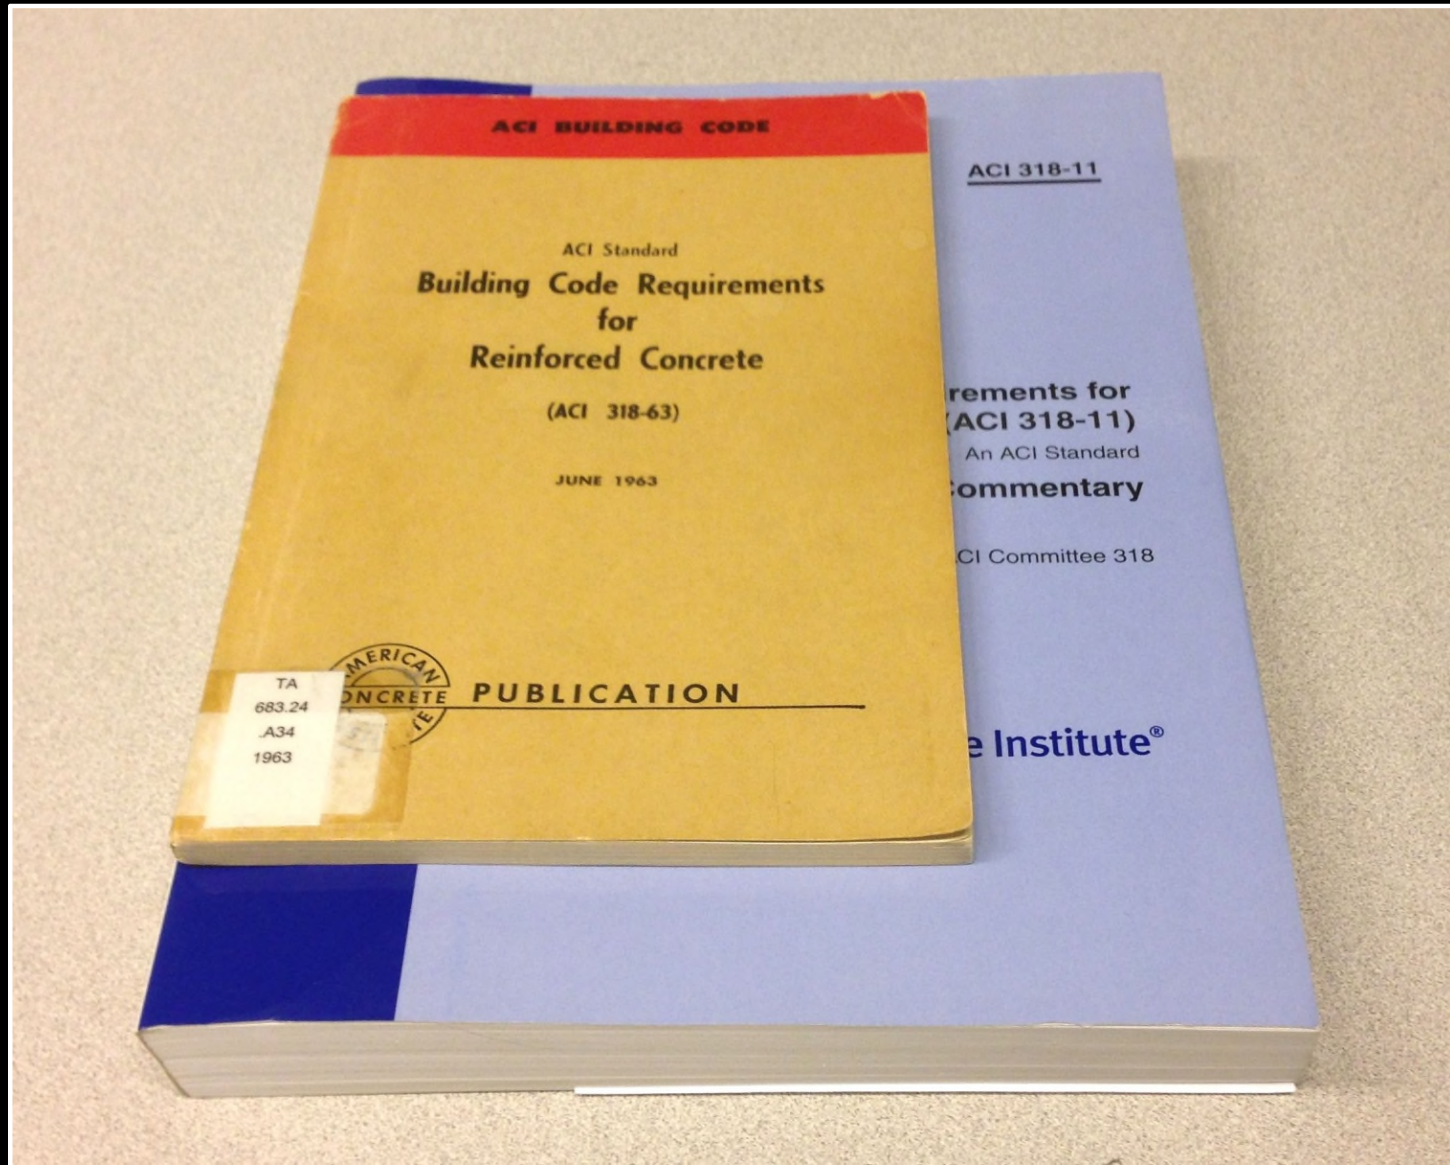 ACI BUILDING CODE
ACI Standard
Building Code Requirements
for
Reinforced Concrete
(ACI 318-63)
JUNE 1963
AMERICAN
CONCRETE
PUBLICATION
TA
683.24
.A34
1963
ACI 318-11
rements for
(ACI 318-11)
An ACI Standard
ommentary
CI Committee 318
e Institute®